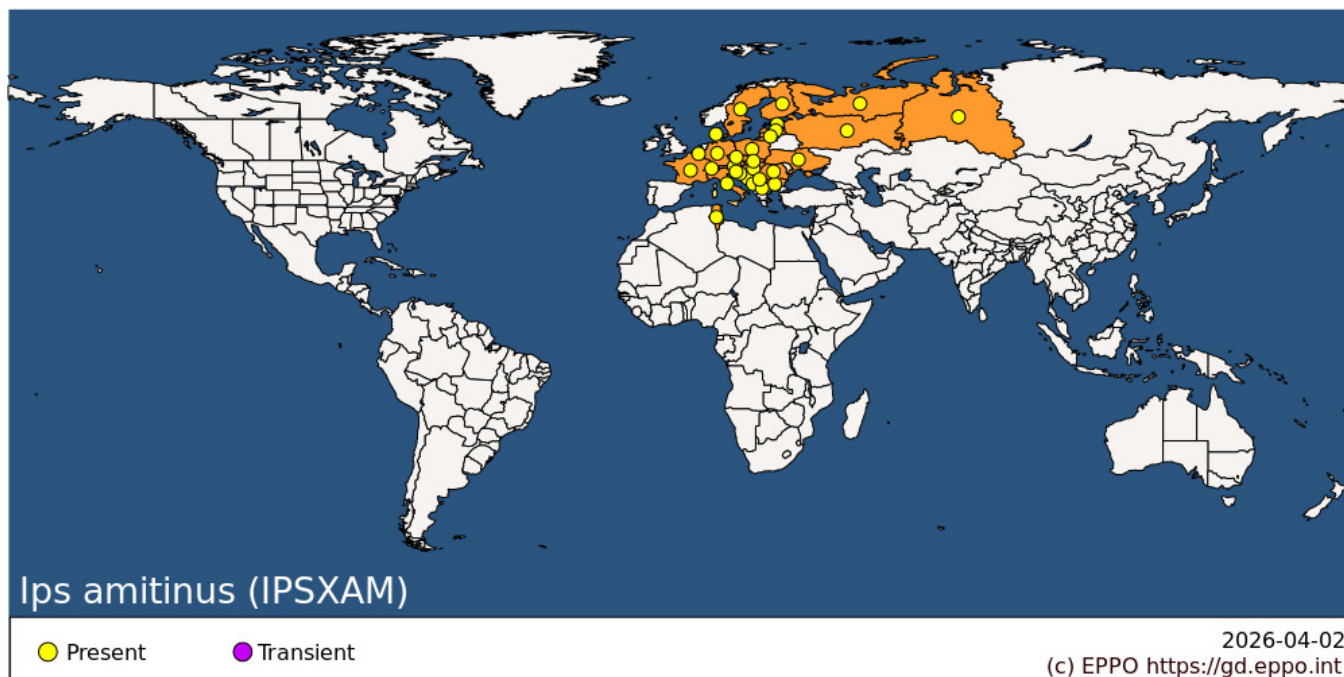 Ips amitinus (IPSXAM)
Present
Transient
2026-04-02
(c) EPPO https://gd.eppo.int